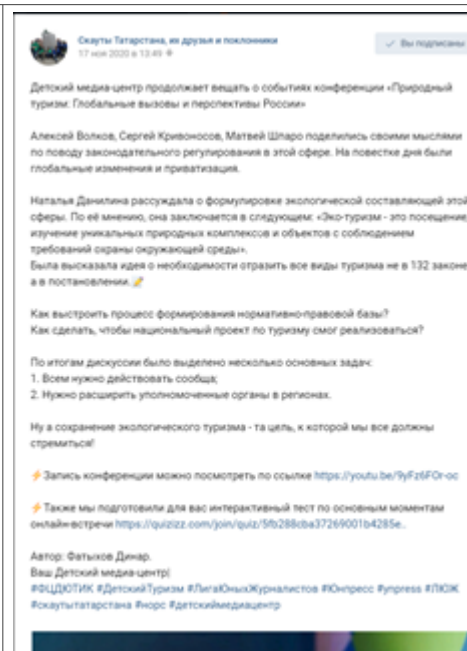 Скауты Татарстана, их друзья и поклонники
17 ноя 2020 в 13:49
Вы подписаны
Детский медиа-центр продолжает вещать о событиях конференции «Природный
туризм: Глобальные вызовы и перспективы России»
Алексей Волков, Сергей Кривоносов, Матвей Шпаро поделились своими мыслями
по поводу законодательного регулирования в этой сфере. На повестке дня были
глобальные изменения и приватизация.
Наталья Данилина рассуждала о формулировке экологической составляющей этой
сферы. По её мнению, она заключается в следующем: «Эко-туризм - это посещение,
изучение уникальных природных комплексов и объектов с соблюдением
требований охраны окружающей среды».
Была высказала идея о необходимости отразить все виды туризма не в 132 законе
а в постановлении.📝
Как выстроить процесс формирования нормативно-правовой базы?
Как сделать, чтобы национальный проект по туризму смог реализоваться?
По итогам дискуссии было выделено несколько основных задач:
1. Всем нужно действовать сообща;
2. Нужно расширить уполномоченные органы в регионах.
Ну а сохранение экологического туризма - та цель, к которой мы все должны
стремиться!
⚡Запись конференции можно посмотреть по ссылке https://youtu.be/9yFz6FOr-oc
⚡Также мы подготовили для вас интерактивный тест по основным моментам
онлайн-встречи https://quizizz.com/join/quiz/5fb288cba37269001b4285e..
Автор: Фатыхов Динар.
Ваш Детский медиа-центр|
#ФЦДЮТИК #ДетскийТуризм #ЛигаЮныхЖурналистов #Юнпресс #ynpress #ЛЮЖ
#скаутытатарстана #норс #детскиймедиацентр